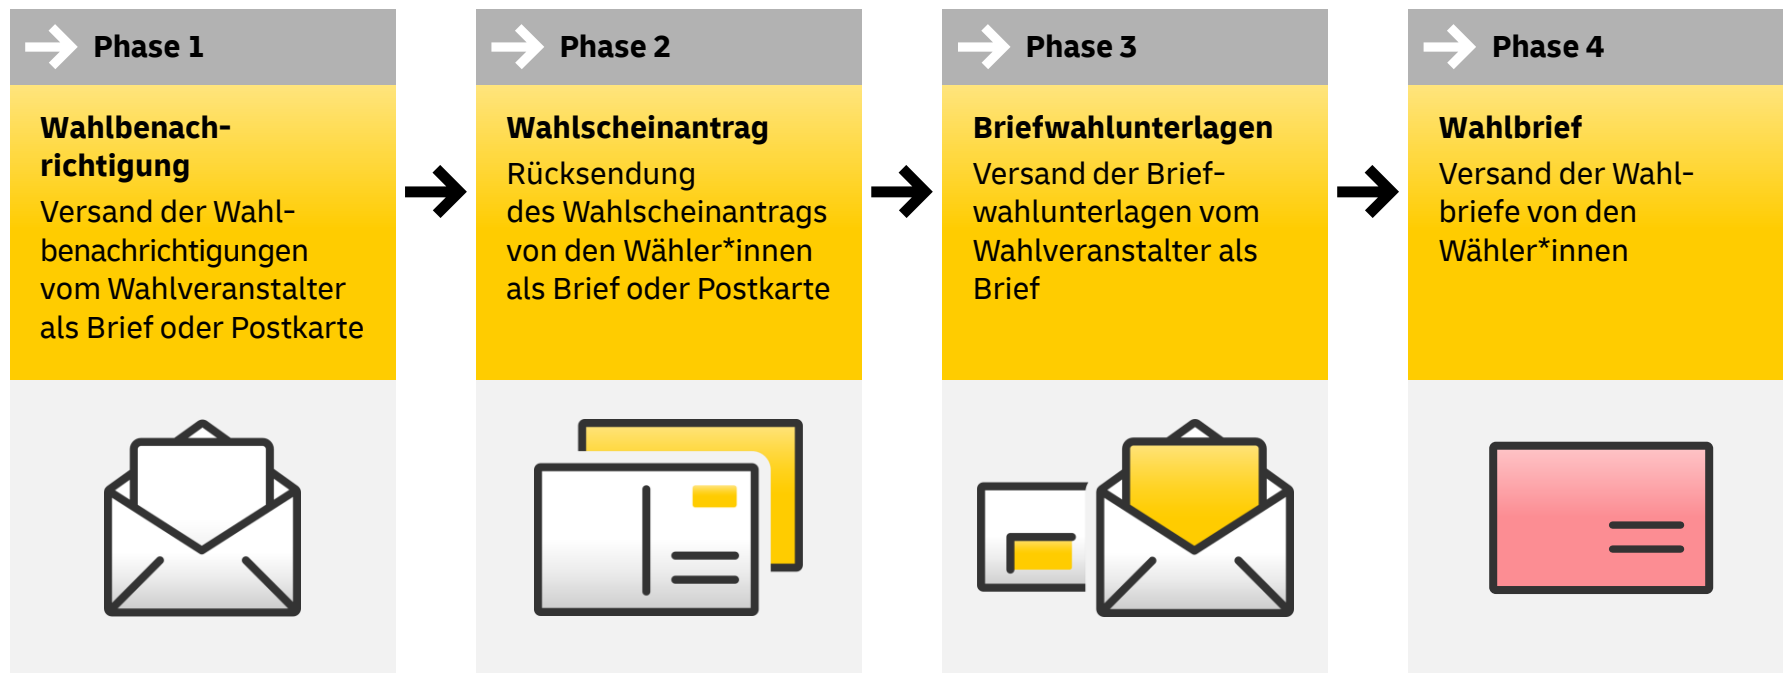 Phase 1
Wahlbenach-
richtigung
Versand der Wahl-
benachrichtigungen
vom Wahlveranstalter
als Brief oder Postkarte
Phase 2
Wahlscheinantrag
Rücksendung
des Wahlscheinantrags
von den Wähler*innen
als Brief oder Postkarte
Phase 3
Briefwahlunterlagen
Versand der Brief-
wahlunterlagen vom
Wahlveranstalter als
Brief
Phase 4
Wahlbrief
Versand der Wahl-
briefe von den
Wähler*innen